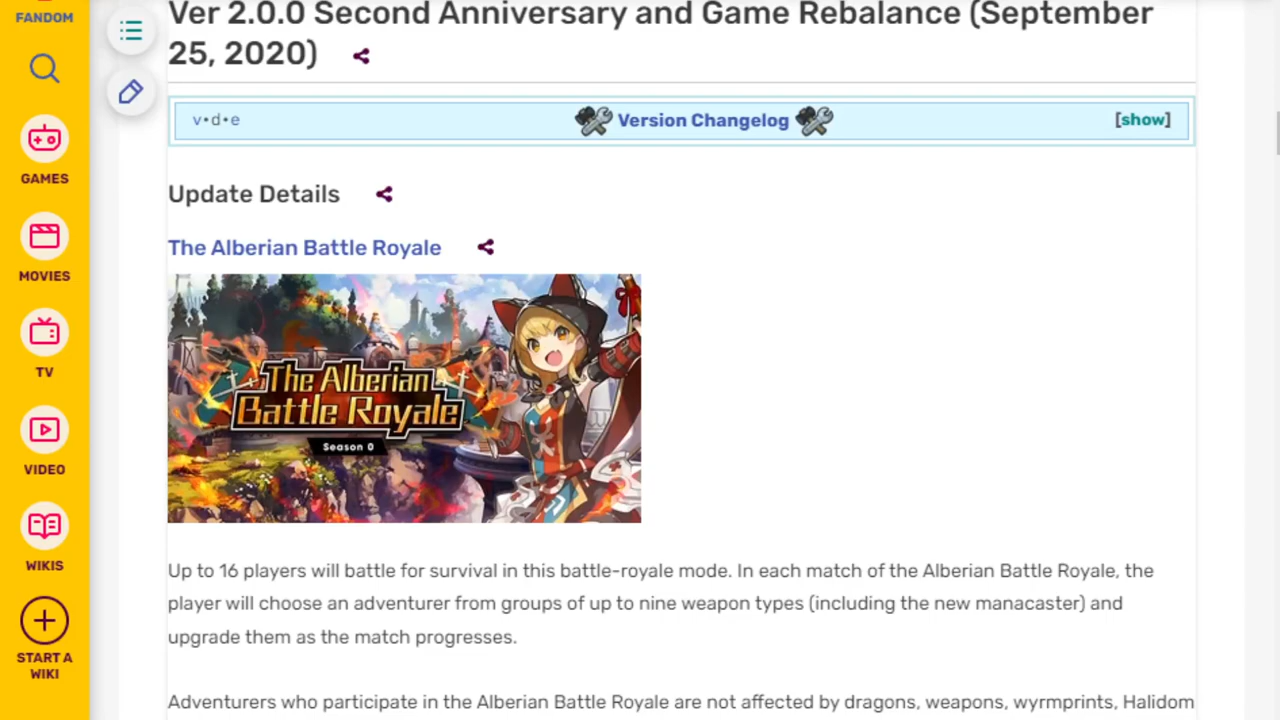 FANDOM
GAMES
MOVIES
TV
VIDEO
WIKIS
START A
WIKI
Ver 2.0.0 Second Anniversary and Game Rebalance (September
25, 2020)
v•d•e
Version Changelog
[show]
Update Details
The Alberian Battle Royale
The Alberian
Battle Royale
Season 0
Up to 16 players will battle for survival in this battle-royale mode. In each match of the Alberian Battle Royale, the
player will choose an adventurer from groups of up to nine weapon types (including the new manacaster) and
upgrade them as the match progresses.
Adventurers who participate in the Alberian Battle Royale are not affected by dragons, weapons, wyrmprints, Halidom